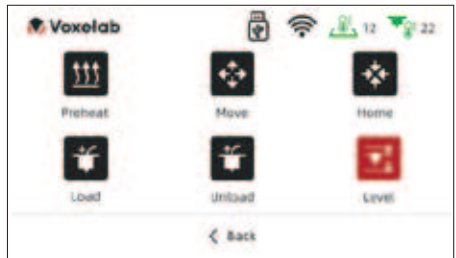 Voxelab 12 22
Preheat Move Home
Load Unload Level
Back